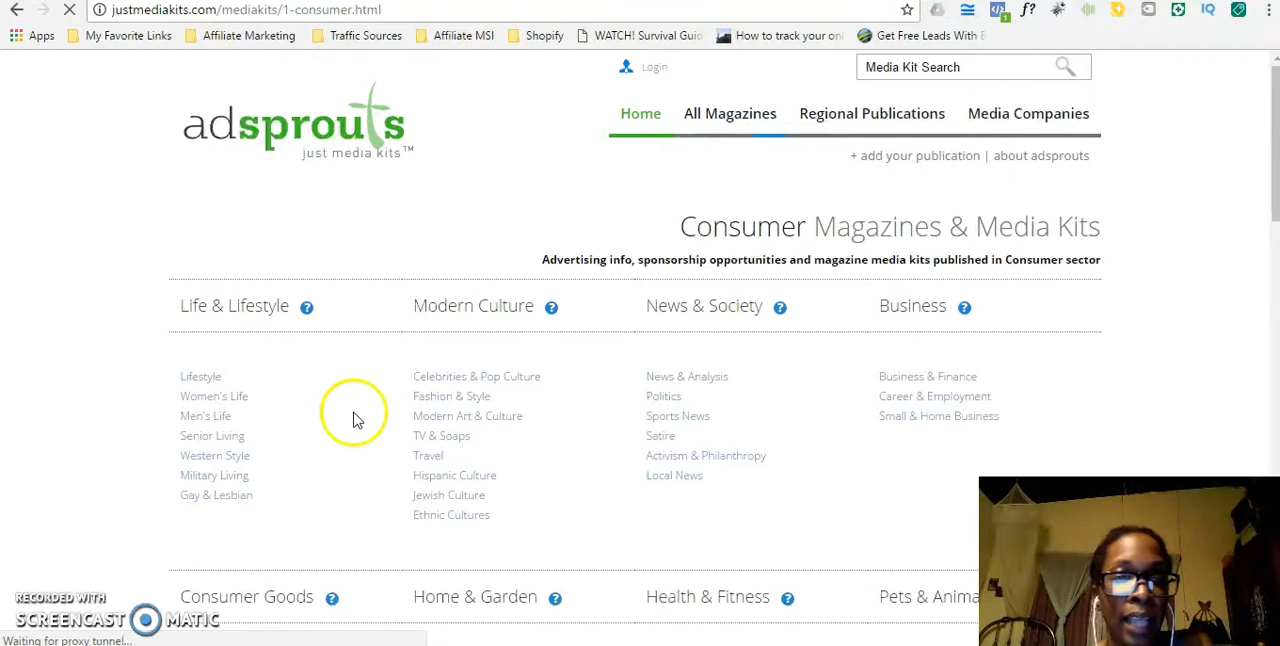 justmediakits.com/mediakits/1-consumer.html
Apps My Favorite Links Affiliate Marketing Traffic Sources Affiliate MSI Shopify WATCH! Survival Guid How to track your onl Get Free Leads With E
Login
Media Kit Search
adsprouts
just media kits™
Home All Magazines Regional Publications Media Companies
+ add your publication | about adsprouts
Consumer Magazines & Media Kits
Advertising info, sponsorship opportunities and magazine media kits published in Consumer sector
Life & Lifestyle ? Modern Culture ? News & Society ? Business ?
Lifestyle Celebrities & Pop Culture News & Analysis Business & Finance
Women's Life Fashion & Style Politics Career & Employment
Men's Life Modern Art & Culture Sports News Small & Home Business
Senior Living TV & Soaps Satire
Western Style Travel Activism & Philanthropy
Military Living Hispanic Culture Local News
Gay & Lesbian Jewish Culture
Ethnic Cultures
Consumer Goods ? Home & Garden ? Health & Fitness ? Pets & Anima
RECORDED WITH
SCREENCAST MATIC
Waiting for proxy tunnel...